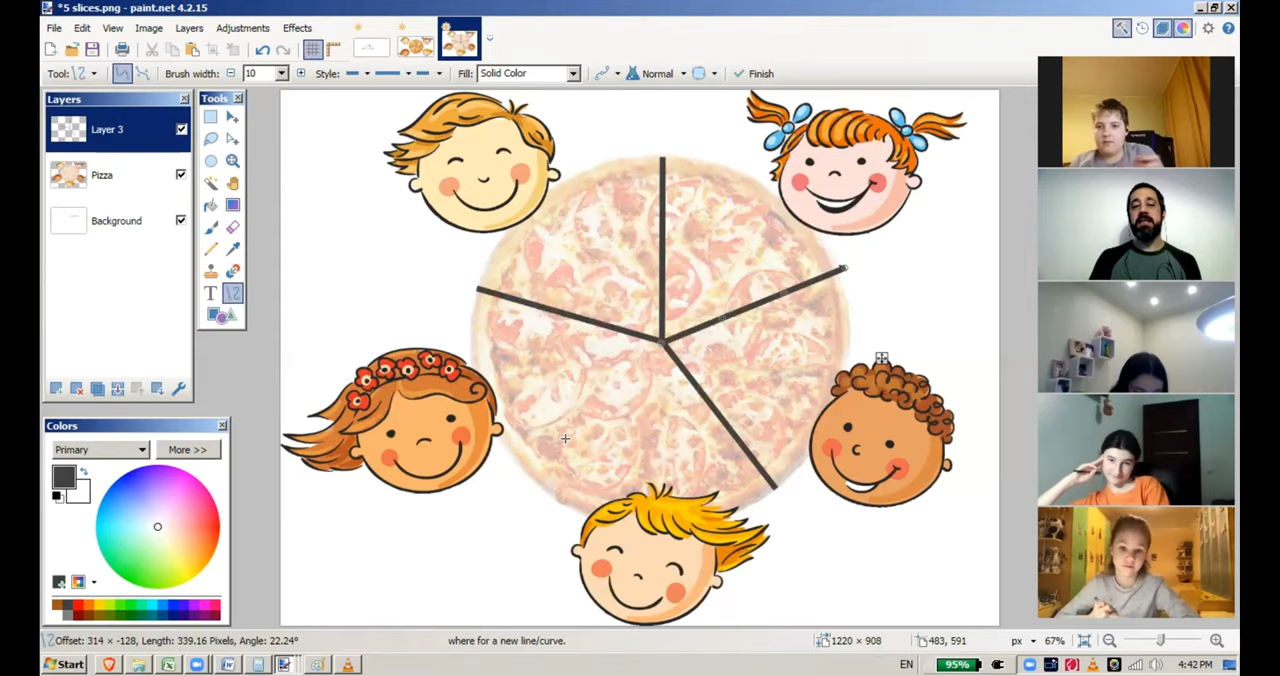 *5 slices.png - paint.net 4.2.15
File Edit View Image Layers Adjustments Effects
Tool: Brush width: 10 Style: Fill: Solid Color Normal Finish
Layers
Layer 3
Pizza
Background
Tools
T
Colors
Primary More >>
Offset: 314 × -128, Length: 339.16 Pixels, Angle: 22.24° where for a new line/curve. 1220 × 908 483, 591 px 67%
Start EN 95% 4:42 PM